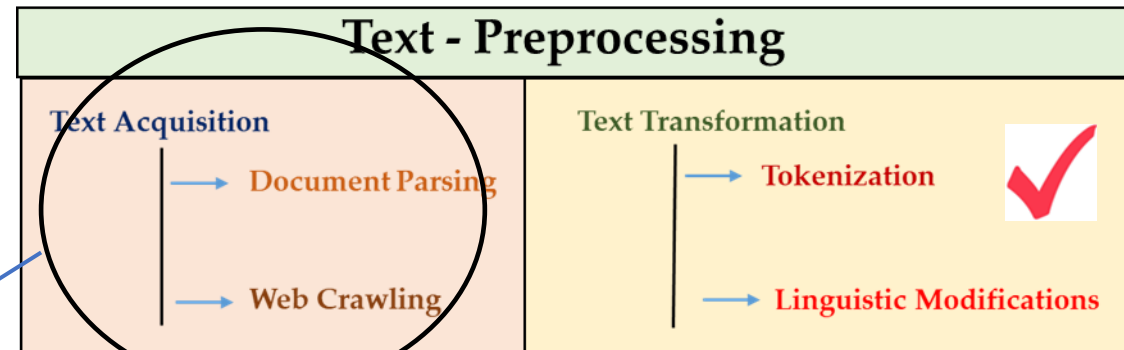 Text - Preprocessing
Text Acquisition
Document Parsing
Web Crawling
Text Transformation
Tokenization
Linguistic Modifications